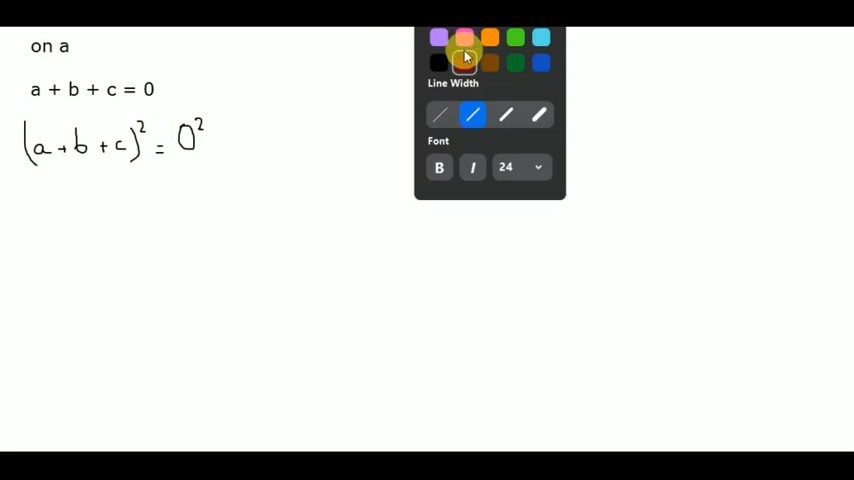 on a
a + b + c = 0
(a + b + c)² = 0²
Line Width
Font
B I 24